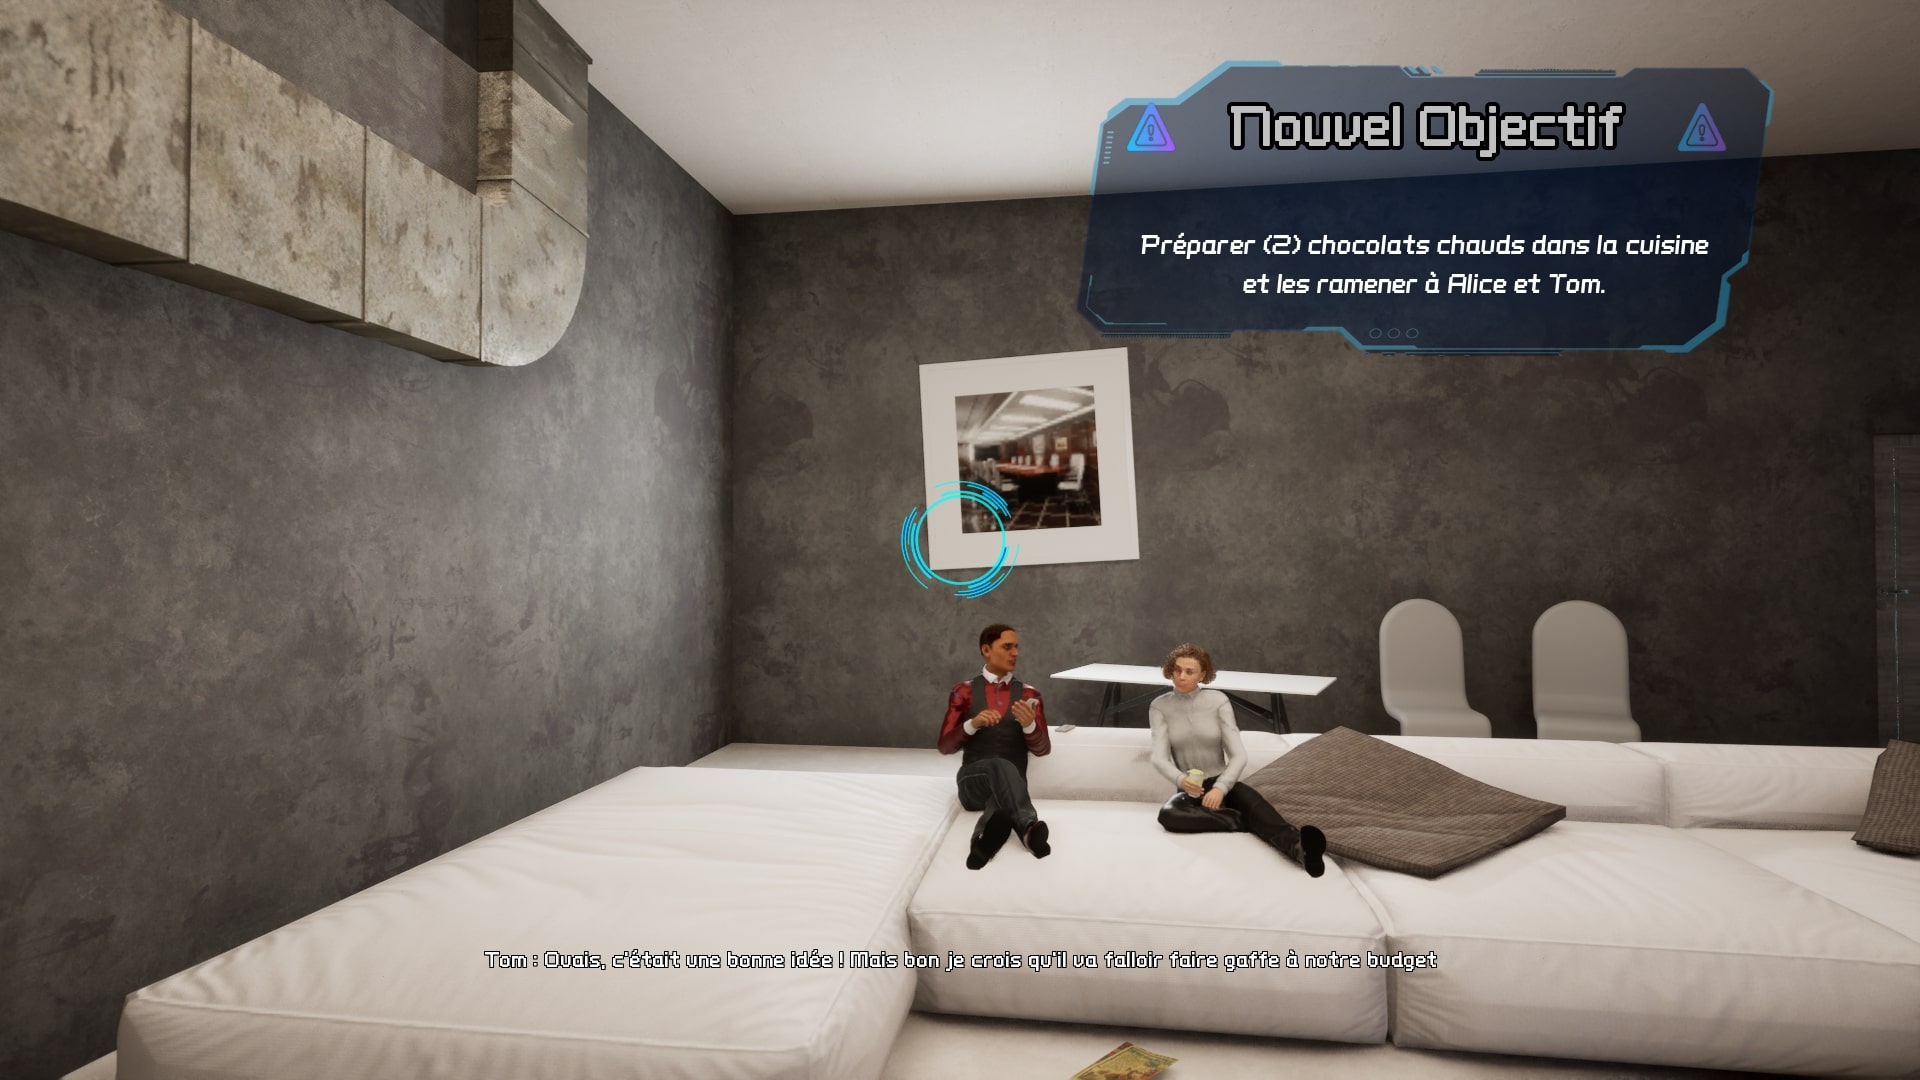 Nouvel Objectif
Préparer (2) chocolats chauds dans la cuisine
et les ramener à Alice et Tom.
Tom : Ouais, c'était une bonne idée ! Mais bon je crois qu'il va falloir faire gaffe à notre budget